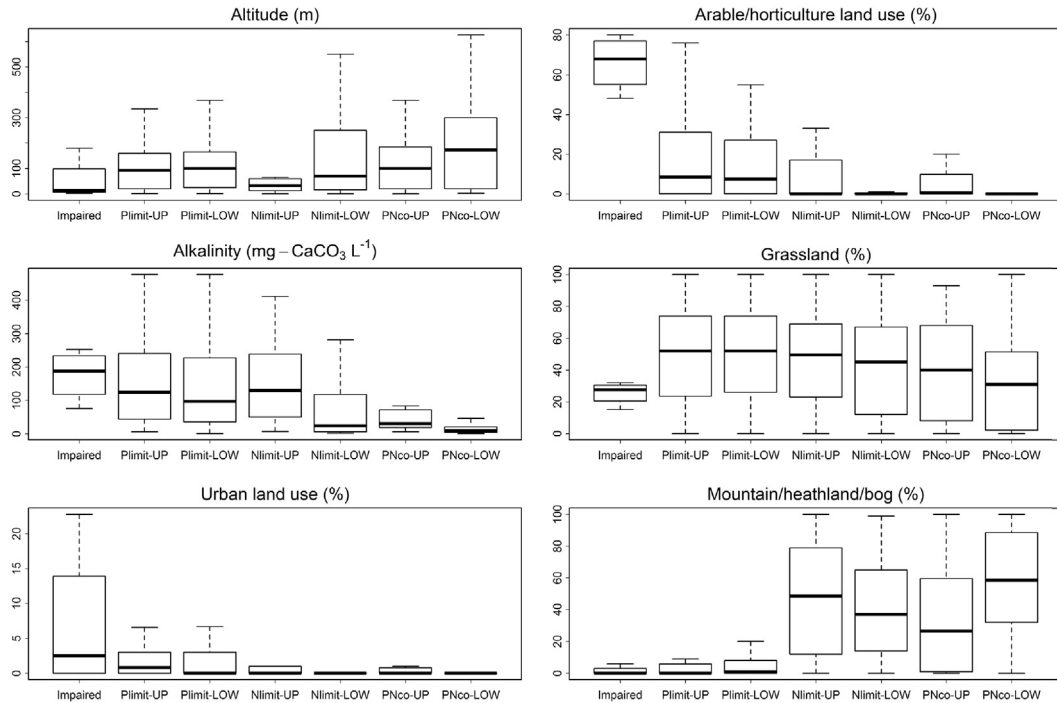 Altitude (m)
500
300
100
0
Impaired Plimit-UP Plimit-LOW Nlimit-UP Nlimit-LOW PNco-UP PNco-LOW
Arable/horticulture land use (%)
80
60
40
20
0
Impaired Plimit-UP Plimit-LOW Nlimit-UP Nlimit-LOW PNco-UP PNco-LOW
Alkalinity (mg – CaCO₃ L⁻¹)
400
300
200
100
0
Impaired Plimit-UP Plimit-LOW Nlimit-UP Nlimit-LOW PNco-UP PNco-LOW
Grassland (%)
100
80
60
40
20
0
Impaired Plimit-UP Plimit-LOW Nlimit-UP Nlimit-LOW PNco-UP PNco-LOW
Urban land use (%)
20
15
10
5
0
Impaired Plimit-UP Plimit-LOW Nlimit-UP Nlimit-LOW PNco-UP PNco-LOW
Mountain/heathland/bog (%)
100
80
60
40
20
0
Impaired Plimit-UP Plimit-LOW Nlimit-UP Nlimit-LOW PNco-UP PNco-LOW